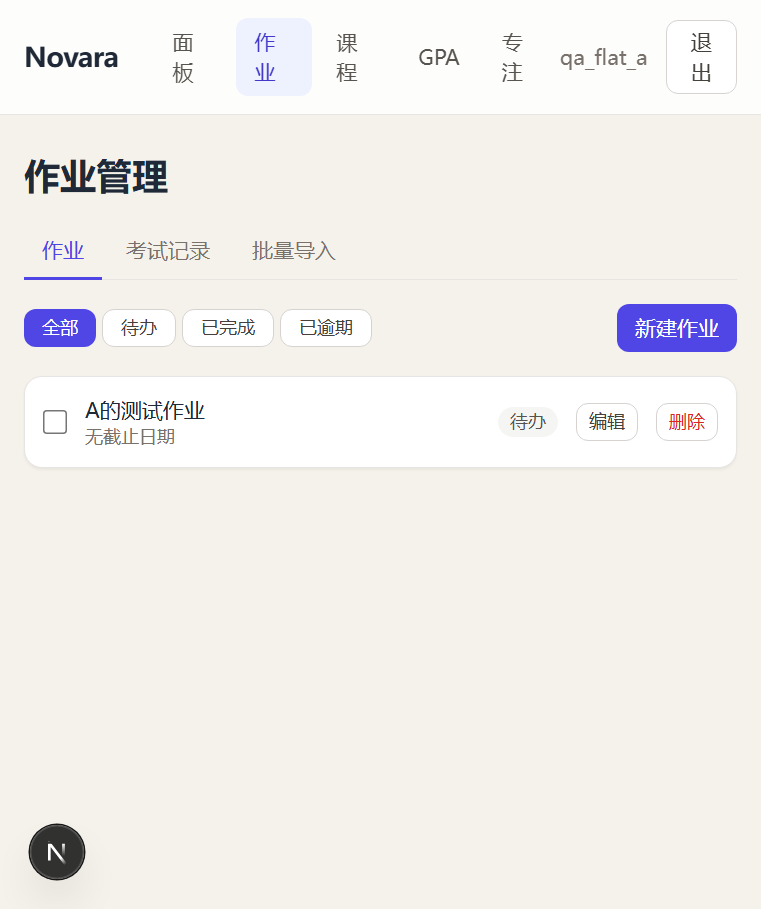 Novara
面板
作业
课程
GPA
专注
qa_flat_a
退出
作业管理
作业 考试记录 批量导入
全部 待办 已完成 已逾期 新建作业
A的测试作业
无截止日期
待办 编辑 删除
N